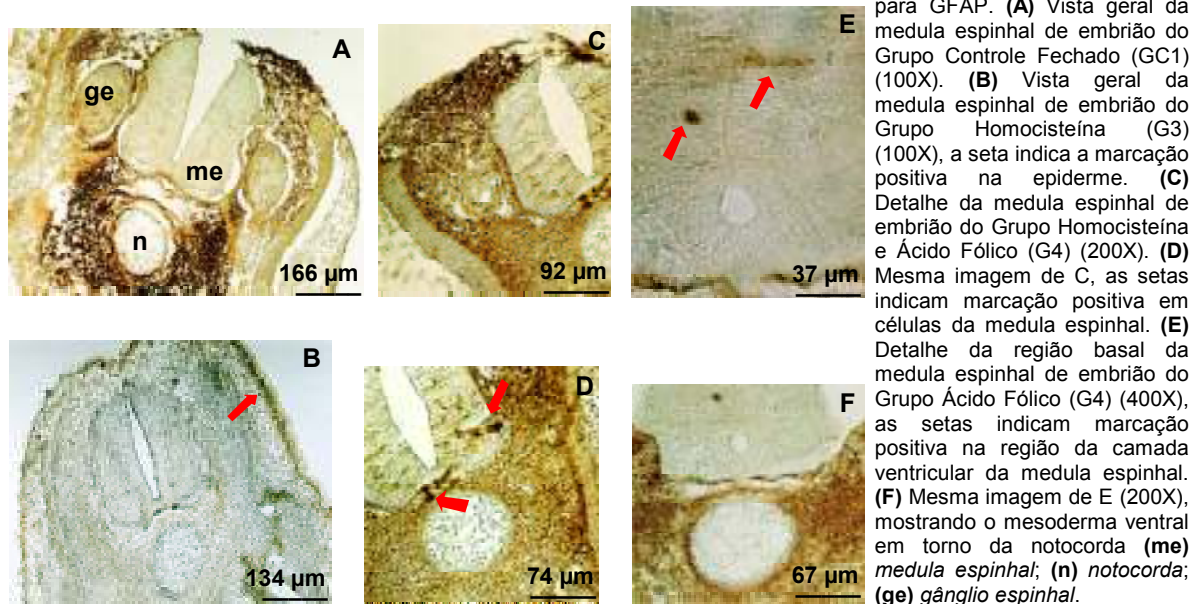 A
ge
me
n
166 µm
C
92 µm
E
37 µm
B
134 µm
D
74 µm
F
67 µm
para GFAP. (A) Vista geral da
medula espinhal de embrião do
Grupo Controle Fechado (GC1)
(100X). (B) Vista geral da
medula espinhal de embrião do
Grupo Homocisteína (G3)
(100X), a seta indica a marcação
positiva na epiderme. (C)
Detalhe da medula espinhal de
embrião do Grupo Homocisteína
e Ácido Fólico (G4) (200X). (D)
Mesma imagem de C, as setas
indicam marcação positiva em
células da medula espinhal. (E)
Detalhe da região basal da
medula espinhal de embrião do
Grupo Ácido Fólico (G4) (400X),
as setas indicam marcação
positiva na região da camada
ventricular da medula espinhal.
(F) Mesma imagem de E (200X),
mostrando o mesoderma ventral
em torno da notocorda (me)
medula espinhal; (n) notocorda;
(ge) gânglio espinhal.